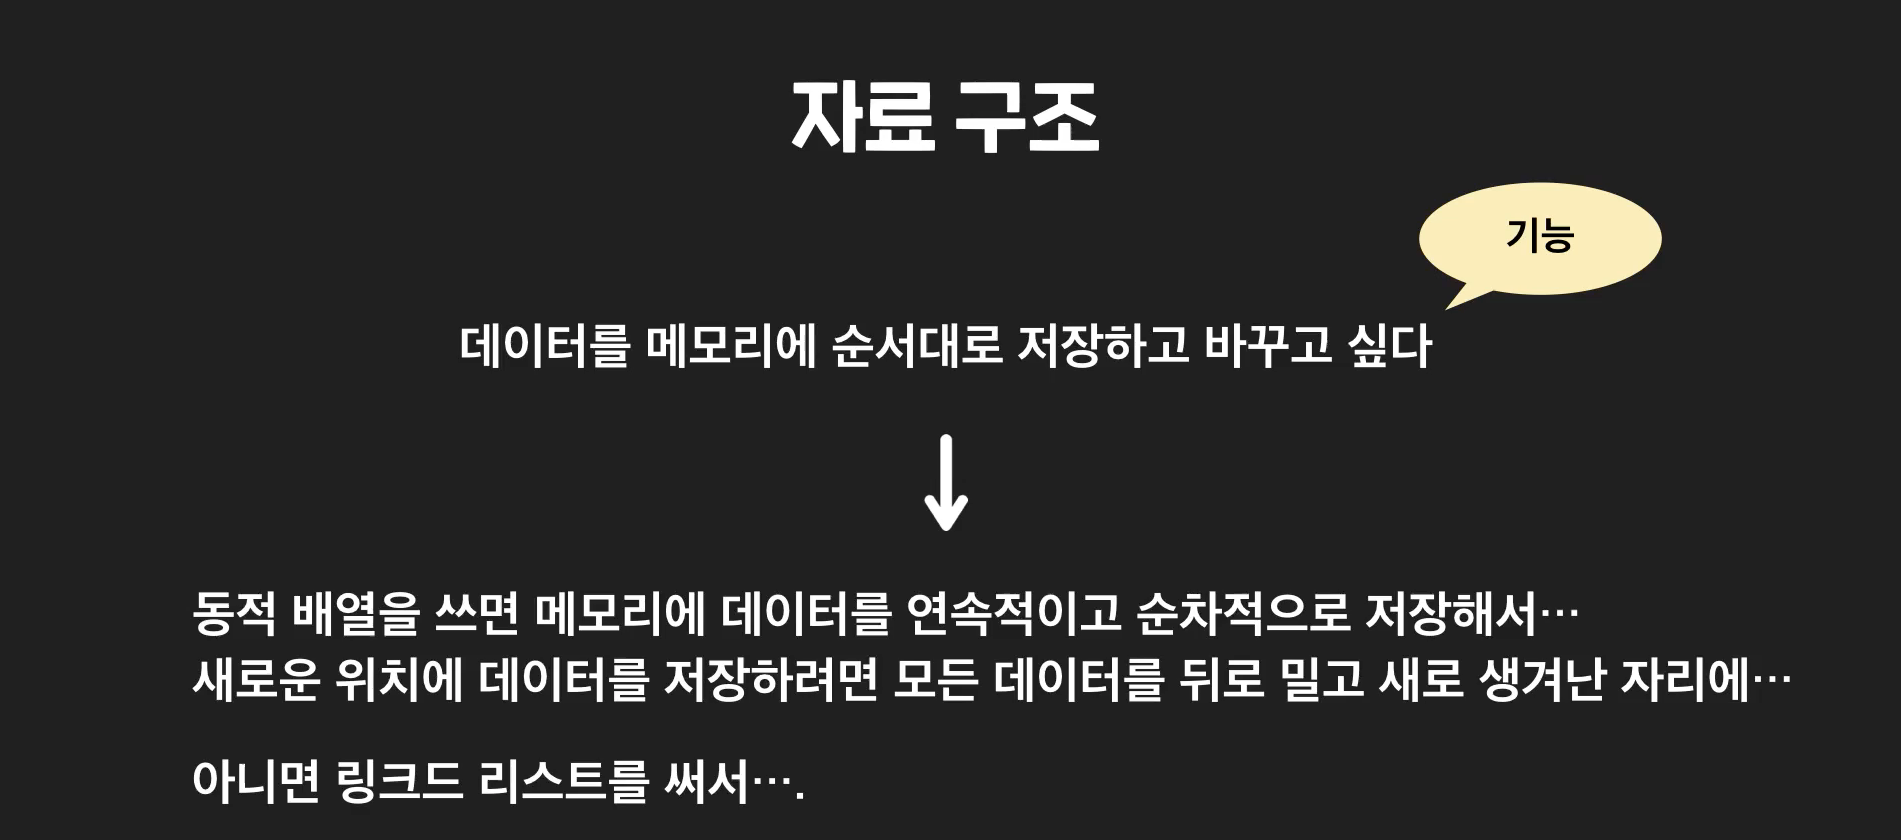 자료 구조
기능
데이터를 메모리에 순서대로 저장하고 바꾸고 싶다
동적 배열을 쓰면 메모리에 데이터를 연속적이고 순차적으로 저장해서…
새로운 위치에 데이터를 저장하려면 모든 데이터를 뒤로 밀고 새로 생겨난 자리에…
아니면 링크드 리스트를 써서….